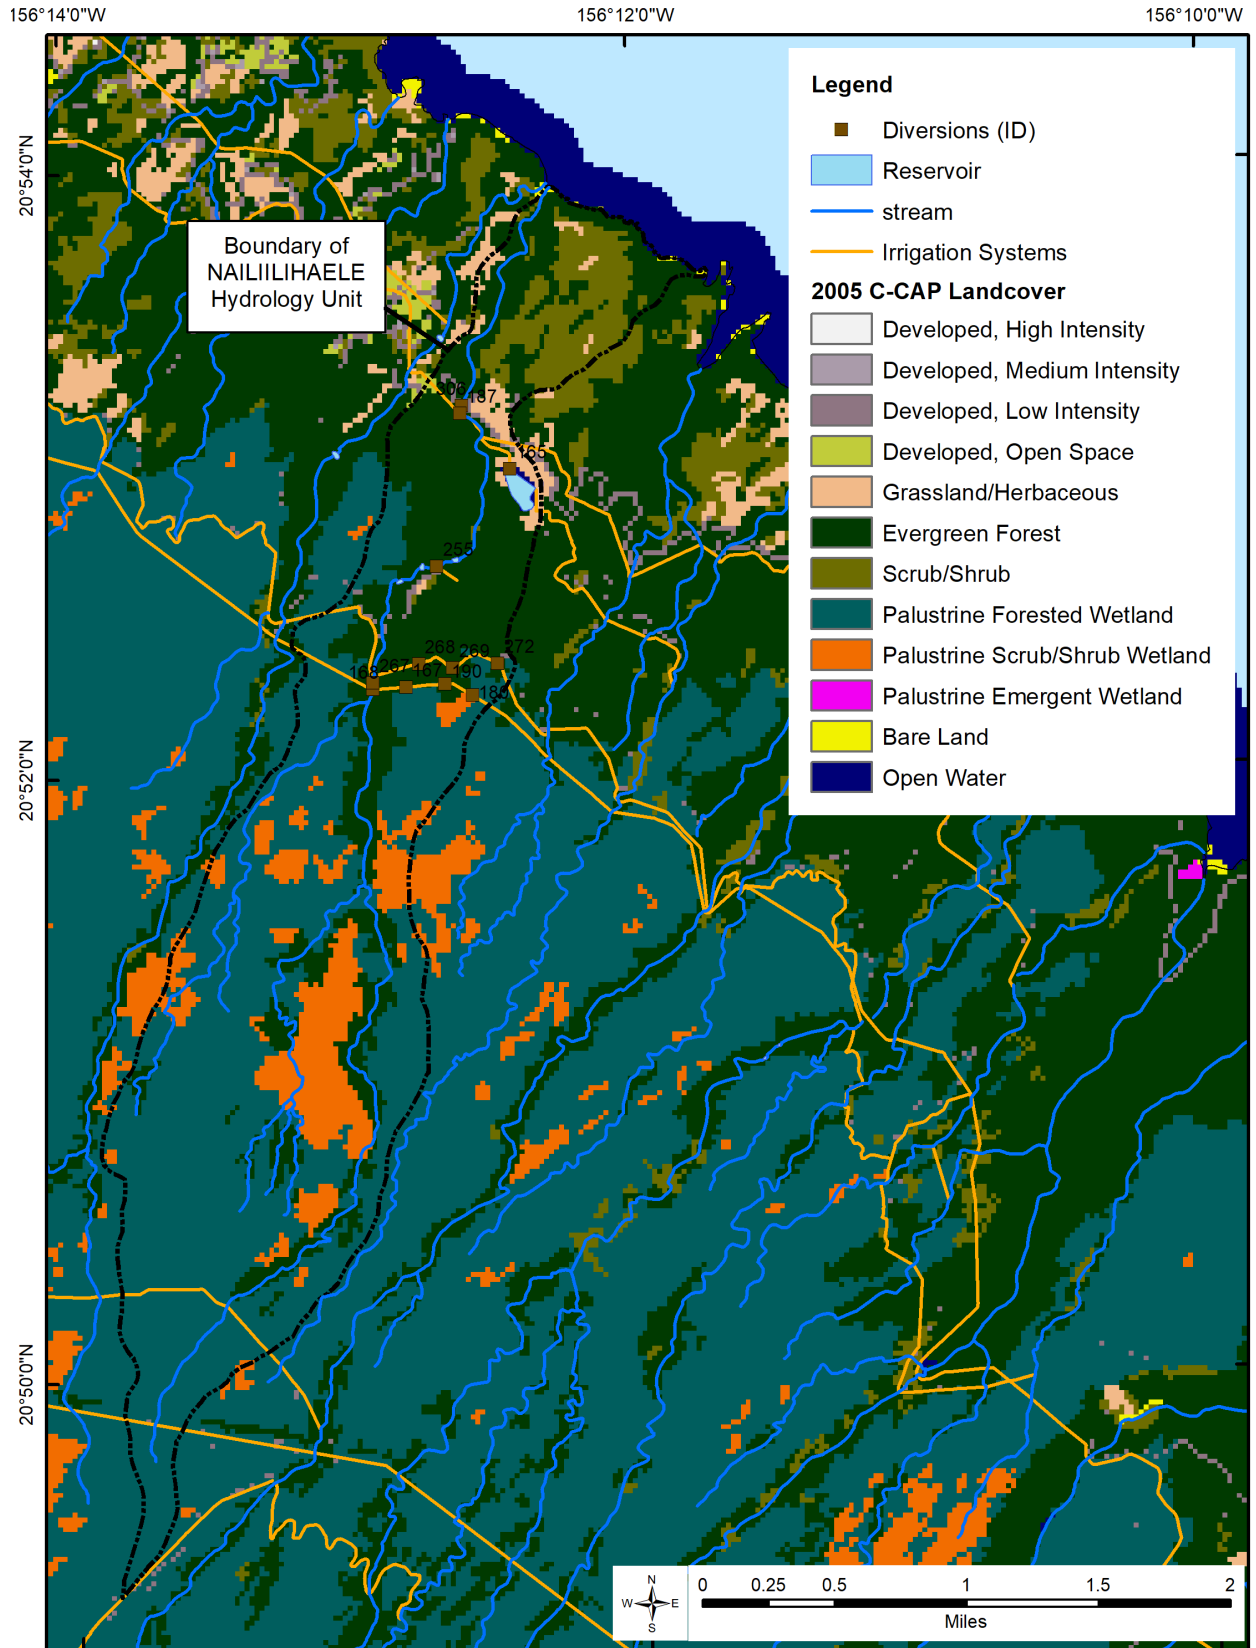 156°14'0"W
156°12'0"W
156°10'0"W
20°54'0"N
20°52'0"N
20°50'0"N
Boundary of
NAILIILIHAELE
Hydrology Unit
187
165
255
268
269
272
168
267
167
190
Legend
Diversions (ID)
Reservoir
stream
Irrigation Systems
2005 C-CAP Landcover
Developed, High Intensity
Developed, Medium Intensity
Developed, Low Intensity
Developed, Open Space
Grassland/Herbaceous
Evergreen Forest
Scrub/Shrub
Palustrine Forested Wetland
Palustrine Scrub/Shrub Wetland
Palustrine Emergent Wetland
Bare Land
Open Water
N
W E
S
0 0.25 0.5 1 1.5 2
Miles